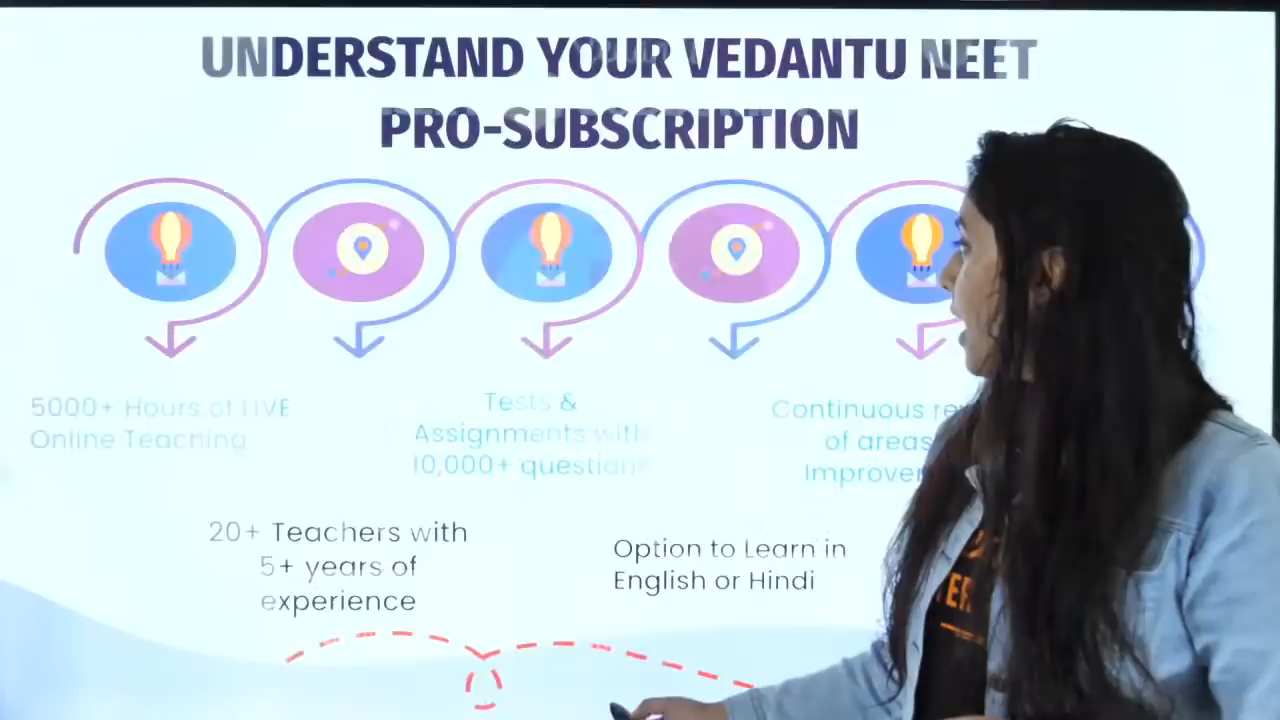 UNDERSTAND YOUR VEDANTU NEET
PRO-SUBSCRIPTION
5000+ Hours of LIVE
Online Teaching
20+ Teachers with
5+ years of
experience
Tests &
Assignments with
10,000+ questions
Option to Learn in
English or Hindi
Continuous
of areas